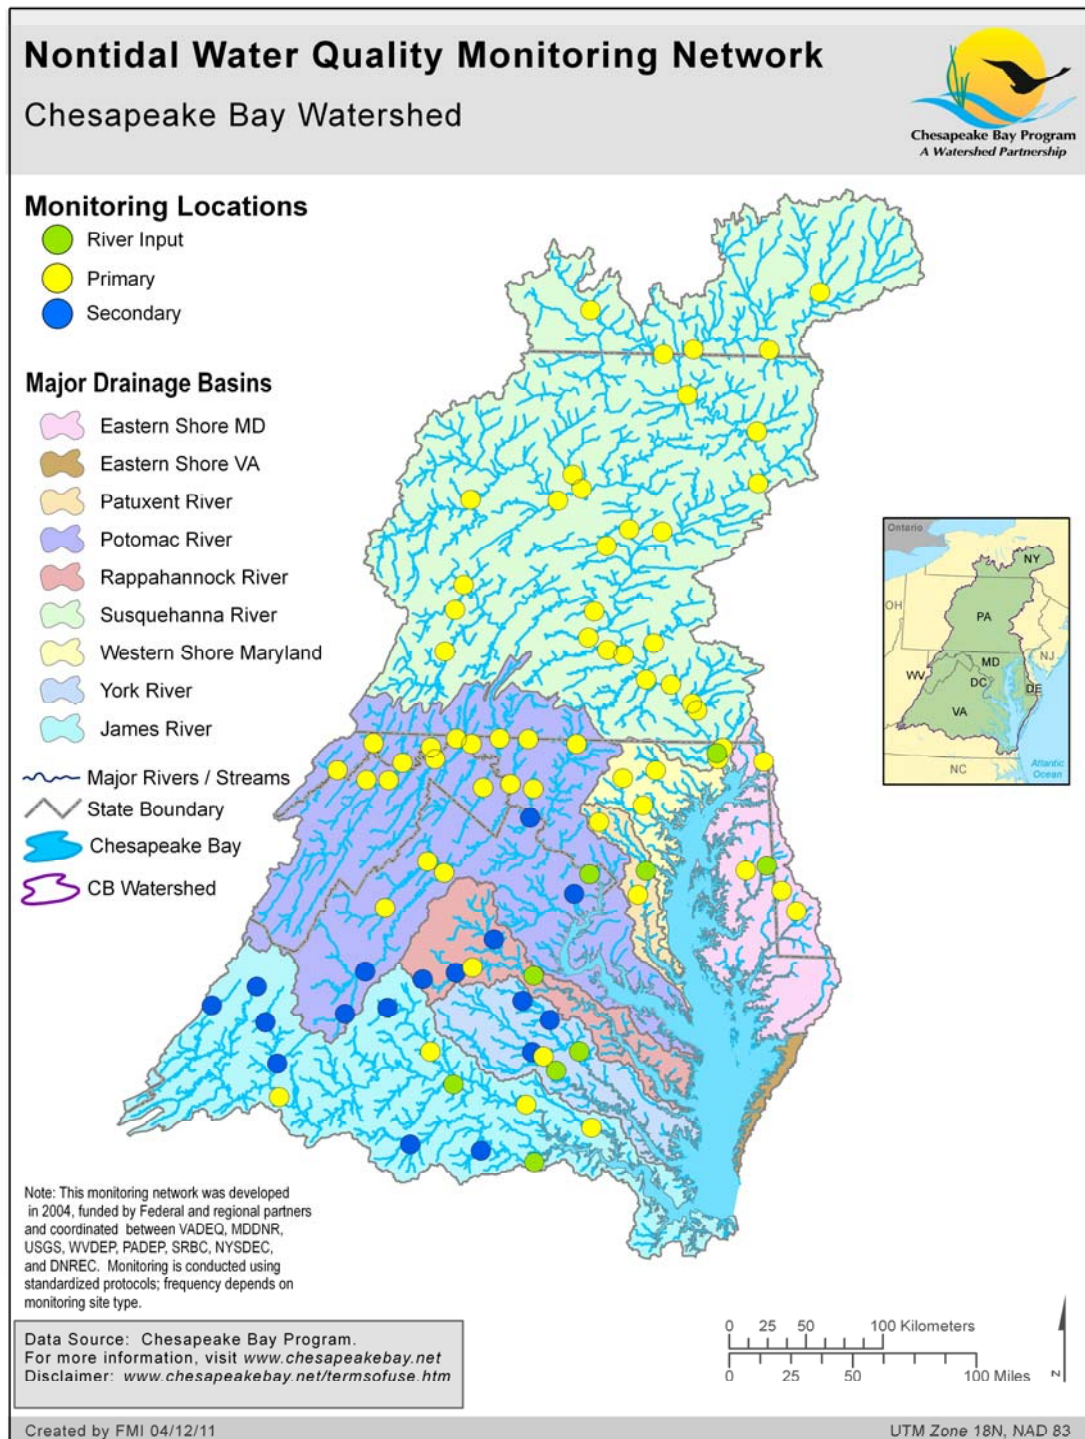 Nontidal Water Quality Monitoring Network
Chesapeake Bay Watershed
Chesapeake Bay Program
A Watershed Partnership
Monitoring Locations
River Input
Primary
Secondary
Major Drainage Basins
Eastern Shore MD
Eastern Shore VA
Patuxent River
Potomac River
Rappahannock River
Susquehanna River
Western Shore Maryland
York River
James River
Major Rivers / Streams
State Boundary
Chesapeake Bay
CB Watershed
Ontario
NY
OH
PA
NJ
MD
WV
DC
DE
VA
NC
Atlantic
Ocean
Note: This monitoring network was developed
in 2004, funded by Federal and regional partners
and coordinated between VADEQ, MDDNR,
USGS, WVDEP, PADEP, SRBC, NYSDEC,
and DNREC. Monitoring is conducted using
standardized protocols; frequency depends on
monitoring site type.
Data Source: Chesapeake Bay Program.
For more information, visit www.chesapeakebay.net
Disclaimer: www.chesapeakebay.net/termsofuse.htm
0 25 50 100 Kilometers
0 25 50 100 Miles
N
Created by FMI 04/12/11
UTM Zone 18N, NAD 83